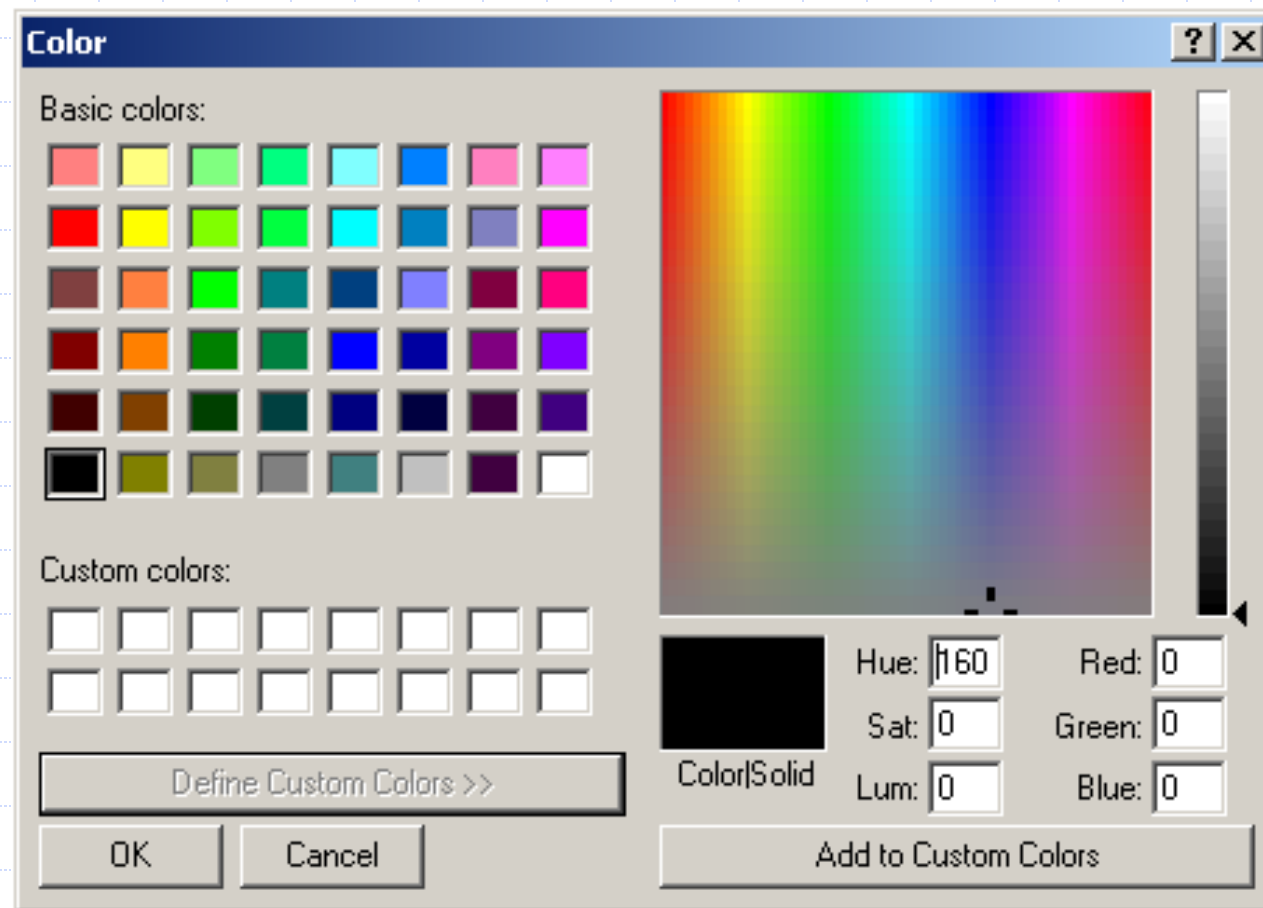 Color
Basic colors:
Custom colors:
Define Custom Colors >>
OK Cancel
Color|Solid
Hue: 160 Red: 0
Sat: 0 Green: 0
Lum: 0 Blue: 0
Add to Custom Colors